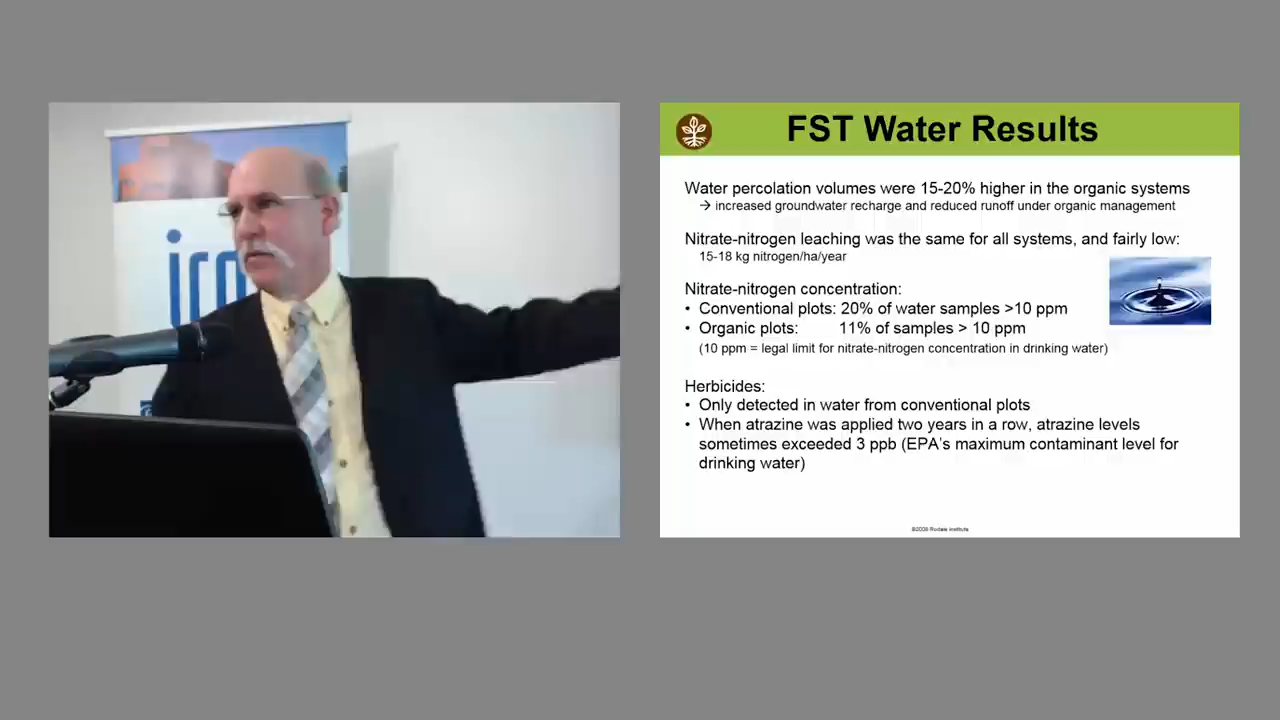 FST Water Results
Water percolation volumes were 15-20% higher in the organic systems
→ increased groundwater recharge and reduced runoff under organic management
Nitrate-nitrogen leaching was the same for all systems, and fairly low:
15-18 kg nitrogen/ha/year
Nitrate-nitrogen concentration:
• Conventional plots: 20% of water samples >10 ppm
• Organic plots: 11% of samples > 10 ppm
(10 ppm = legal limit for nitrate-nitrogen concentration in drinking water)
Herbicides:
• Only detected in water from conventional plots
• When atrazine was applied two years in a row, atrazine levels
sometimes exceeded 3 ppb (EPA's maximum contaminant level for
drinking water)